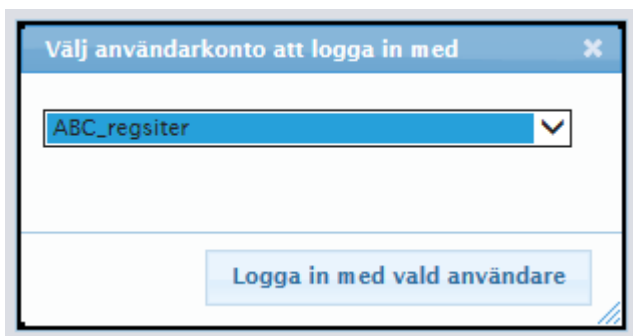 Välj användarkonto att logga in med
ABC_regsiter
Logga in med vald användare